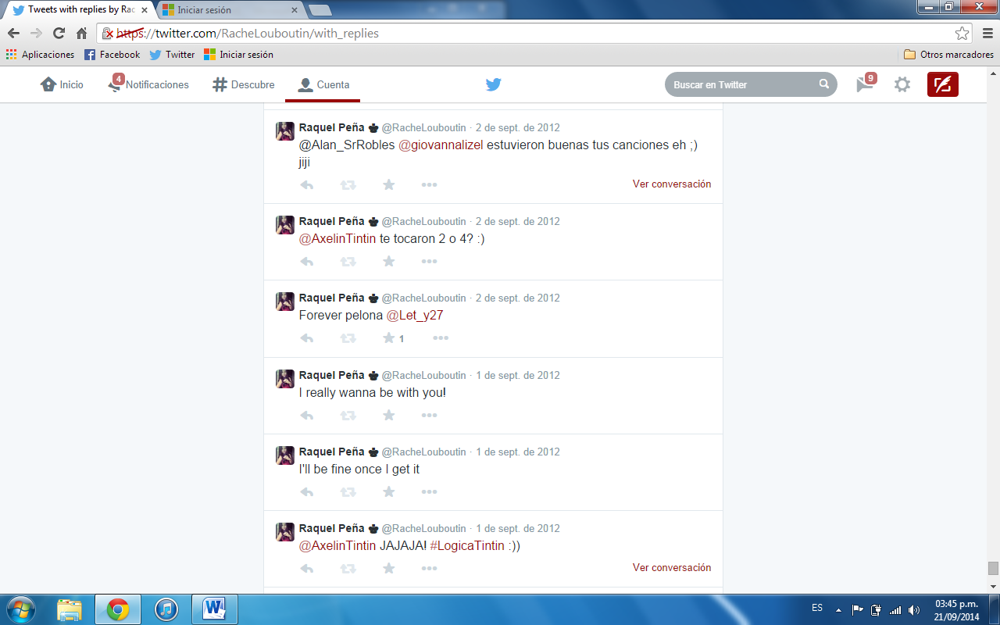 Tweets with replies by Rac
Iniciar sesión
https://twitter.com/RacheLouboutin/with_replies
Aplicaciones Facebook Twitter Iniciar sesión Otros marcadores
Inicio 4 Notificaciones Descubre Cuenta Buscar en Twitter 9
Raquel Peña @RacheLouboutin · 2 de sept. de 2012
@Alan_SrRobles @giovannalizel estuvieron buenas tus canciones eh ;)
jiji
Ver conversación
Raquel Peña @RacheLouboutin · 2 de sept. de 2012
@AxelinTintin te tocaron 2 o 4? :)
Raquel Peña @RacheLouboutin · 2 de sept. de 2012
Forever pelona @Let_y27
1
Raquel Peña @RacheLouboutin · 1 de sept. de 2012
I really wanna be with you!
Raquel Peña @RacheLouboutin · 1 de sept. de 2012
I'll be fine once I get it
Raquel Peña @RacheLouboutin · 1 de sept. de 2012
@AxelinTintin JAJAJA! #LogicaTintin :))
Ver conversación
ES
03:45 p.m.
21/09/2014